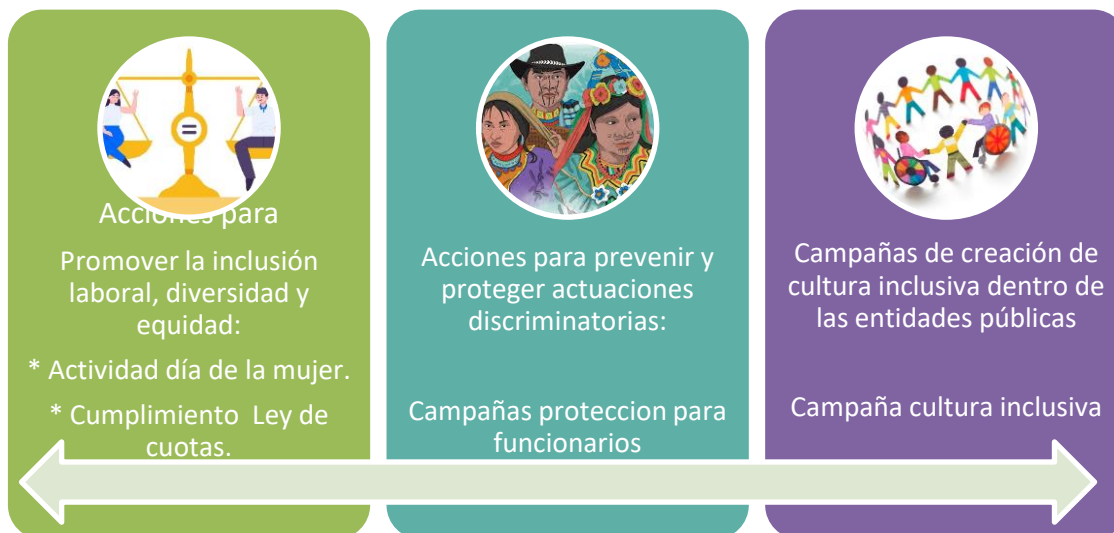 Acciones para
Promover la inclusión
laboral, diversidad y
equidad:
* Actividad día de la mujer.
* Cumplimiento Ley de
cuotas.
Acciones para prevenir y
proteger actuaciones
discriminatorias:
Campañas proteccion para
funcionarios
Campañas de creación de
cultura inclusiva dentro de
las entidades públicas
Campaña cultura inclusiva